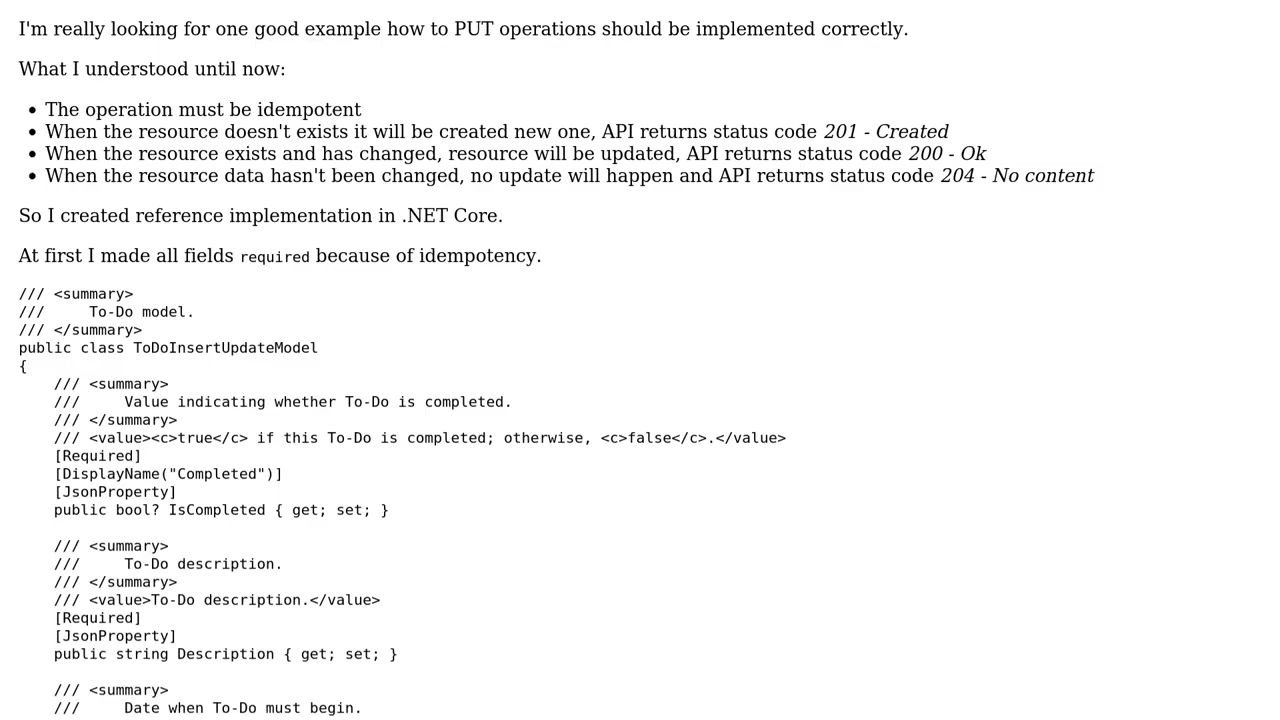 I'm really looking for one good example how to PUT operations should be implemented correctly.
What I understood until now:
• The operation must be idempotent
• When the resource doesn't exists it will be created new one, API returns status code 201 - Created
• When the resource exists and has changed, resource will be updated, API returns status code 200 - Ok
• When the resource data hasn't been changed, no update will happen and API returns status code 204 - No content
So I created reference implementation in .NET Core.
At first I made all fields required because of idempotency.
/// <summary>
///     To-Do model.
/// </summary>
public class ToDoInsertUpdateModel
{
    /// <summary>
    ///     Value indicating whether To-Do is completed.
    /// </summary>
    /// <value><c>true</c> if this To-Do is completed; otherwise, <c>false</c>.</value>
    [Required]
    [DisplayName("Completed")]
    [JsonProperty]
    public bool? IsCompleted { get; set; }
    /// <summary>
    ///     To-Do description.
    /// </summary>
    /// <value>To-Do description.</value>
    [Required]
    [JsonProperty]
    public string Description { get; set; }
    /// <summary>
    ///     Date when To-Do must begin.